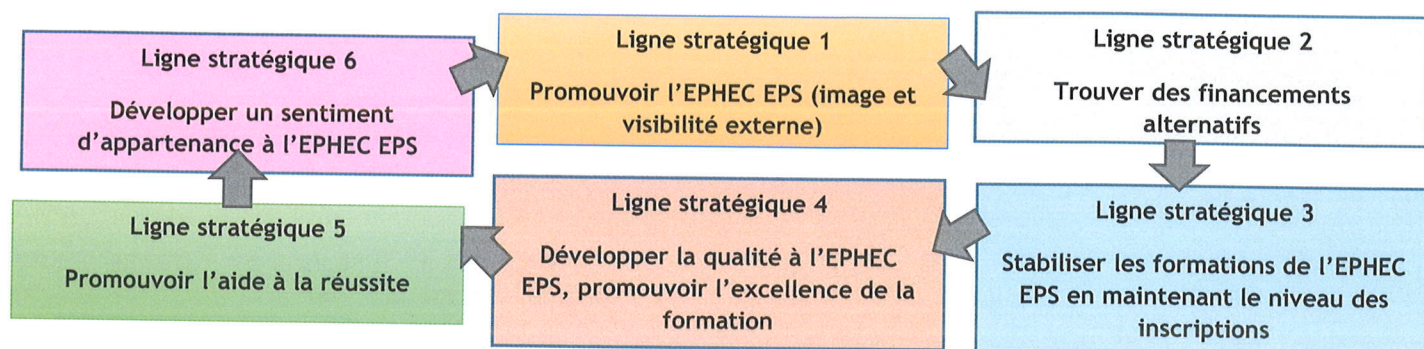 Ligne stratégique 6
Développer un sentiment
d'appartenance à l'EPHEC EPS
Ligne stratégique 1
Promouvoir l'EPHEC EPS (image et
visibilité externe)
Ligne stratégique 2
Trouver des financements
alternatifs
Ligne stratégique 5
Promouvoir l'aide à la réussite
Ligne stratégique 4
Développer la qualité à l'EPHEC
EPS, promouvoir l'excellence de la
formation
Ligne stratégique 3
Stabiliser les formations de l'EPHEC
EPS en maintenant le niveau des
inscriptions